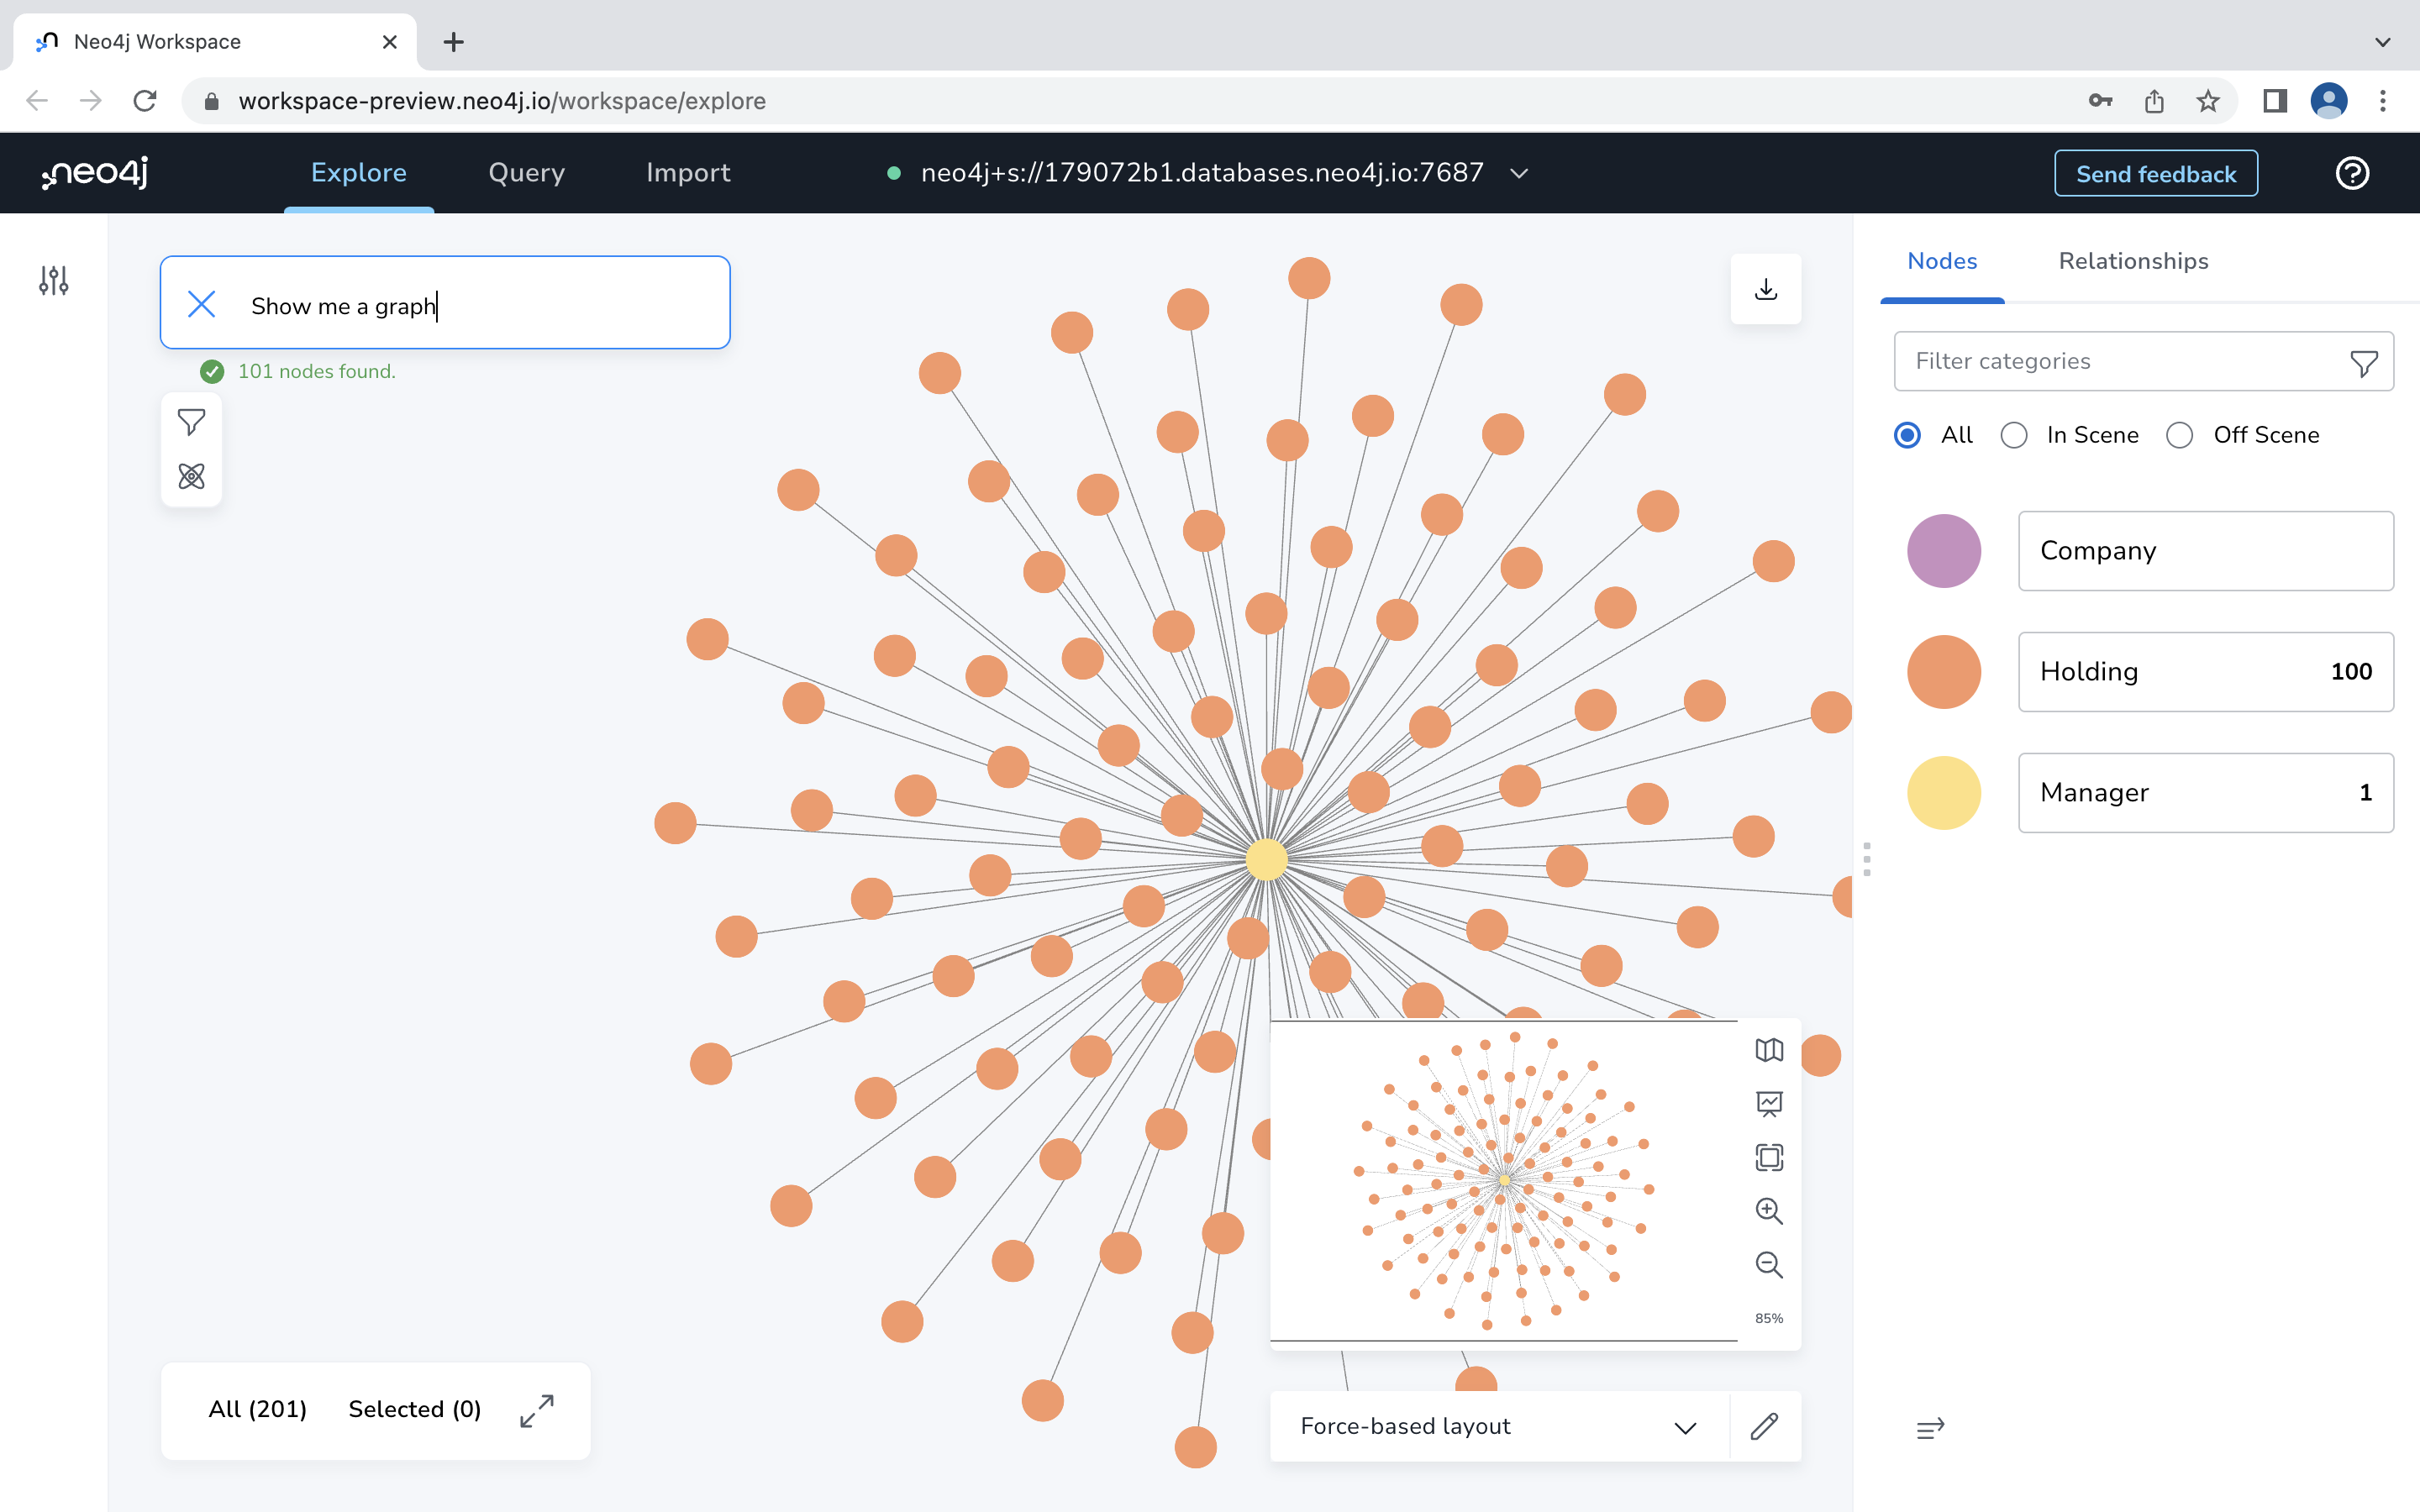 Neo4j Workspace
workspace-preview.neo4j.io/workspace/explore
neo4j
Explore
Query
Import
neo4j+s://179072b1.databases.neo4j.io:7687
Send feedback
Show me a graph
101 nodes found.
Nodes
Relationships
Filter categories
All
In Scene
Off Scene
Company
Holding 100
Manager 1
85%
All (201)
Selected (0)
Force-based layout